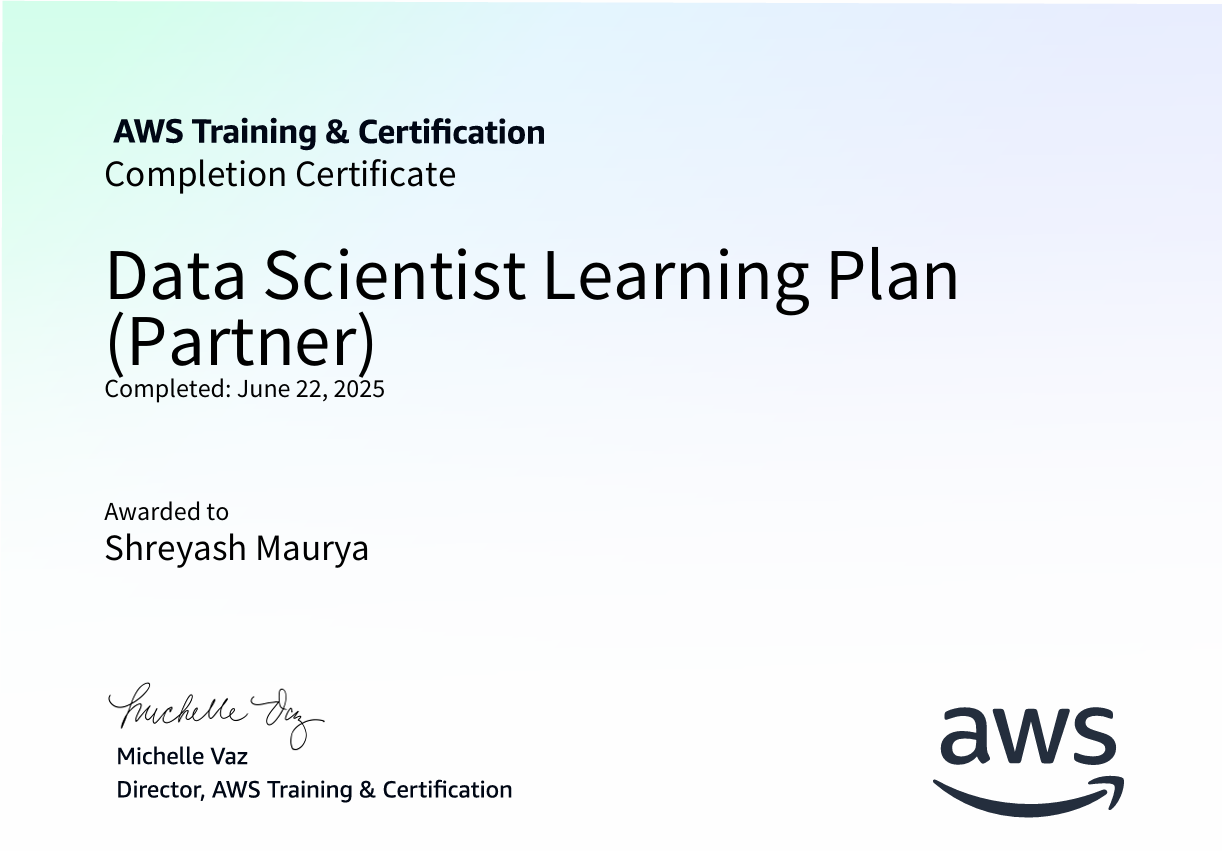 AWS Training & Certification
Completion Certificate
Data Scientist Learning Plan
(Partner)
Completed: June 22, 2025
Awarded to
Shreyash Maurya
Michelle Vaz
Michelle Vaz
Director, AWS Training & Certification
aws